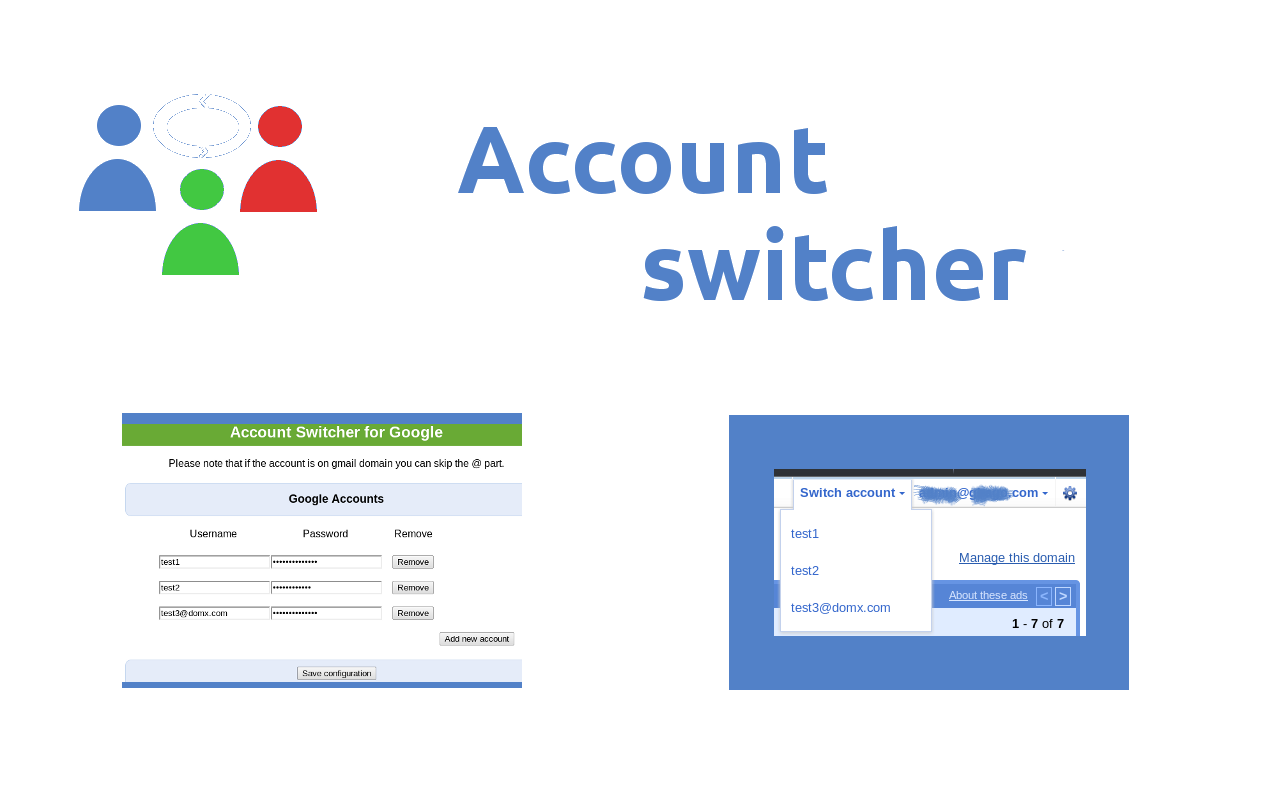 Account
switcher
Account Switcher for Google
Please note that if the account is on gmail domain you can skip the @ part.
Google Accounts
Username Password Remove
test1 •••••••••••••• Remove
test2 •••••••••••• Remove
test3@domx.com •••••••••••••• Remove
Add new account
Save configuration
Switch account .com
test1
test2
test3@domx.com
Manage this domain
About these ads < >
1 - 7 of 7